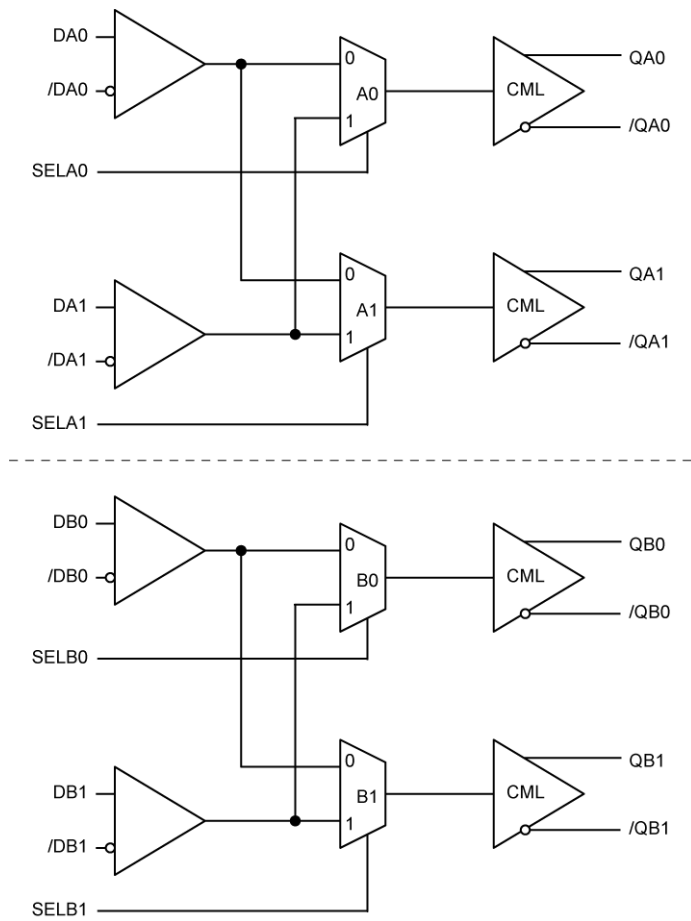 DA0
/DA0
0
A0
1
CML
QA0
/QA0
SELA0
DA1
/DA1
0
A1
1
CML
QA1
/QA1
SELA1
DB0
/DB0
0
B0
1
CML
QB0
/QB0
SELB0
DB1
/DB1
0
B1
1
CML
QB1
/QB1
SELB1